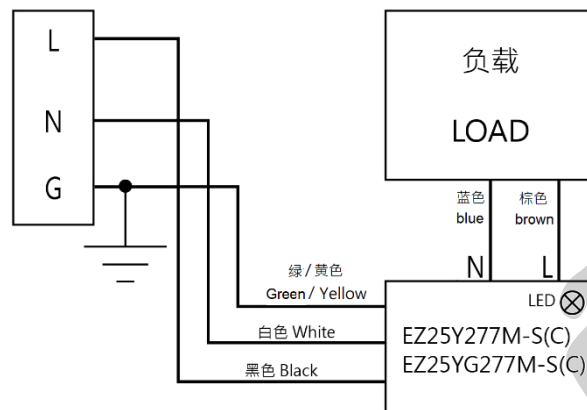 L
N
G
负载
LOAD
蓝色
blue
棕色
brown
N
L
LED
绿/黄色
Green/Yellow
白色 White
黑色 Black
EZ25Y277M-S(C)
EZ25YG277M-S(C)